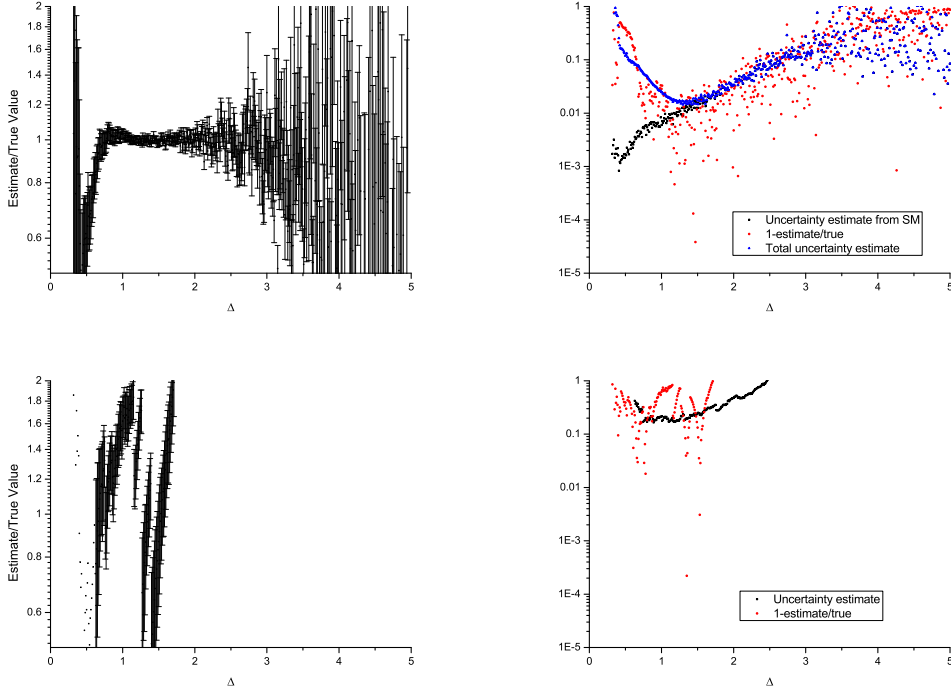 2
1.8
1.6
1.4
1.2
1
0.8
0.6
0 1 2 3 4 5
Δ
Estimate/True Value
1
0.1
0.01
1E-3
1E-4
1E-5
0 1 2 3 4 5
Δ
Uncertainty estimate from SM
1-estimate/true
Total uncertainty estimate
2
1.8
1.6
1.4
1.2
1
0.8
0.6
0 1 2 3 4 5
Δ
Estimate/True Value
1
0.1
0.01
1E-3
1E-4
1E-5
0 1 2 3 4 5
Δ
Uncertainty estimate
1-estimate/true